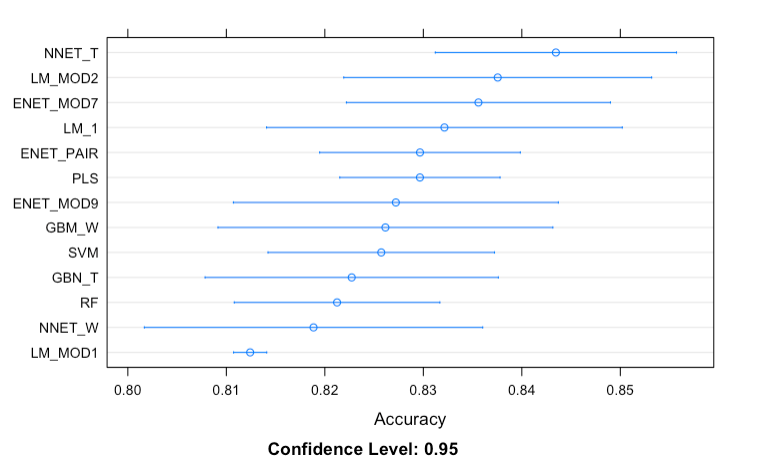 NNET_T
LM_MOD2
ENET_MOD7
LM_1
ENET_PAIR
PLS
ENET_MOD9
GBM_W
SVM
GBN_T
RF
NNET_W
LM_MOD1
0.80 0.81 0.82 0.83 0.84 0.85
Accuracy
Confidence Level: 0.95